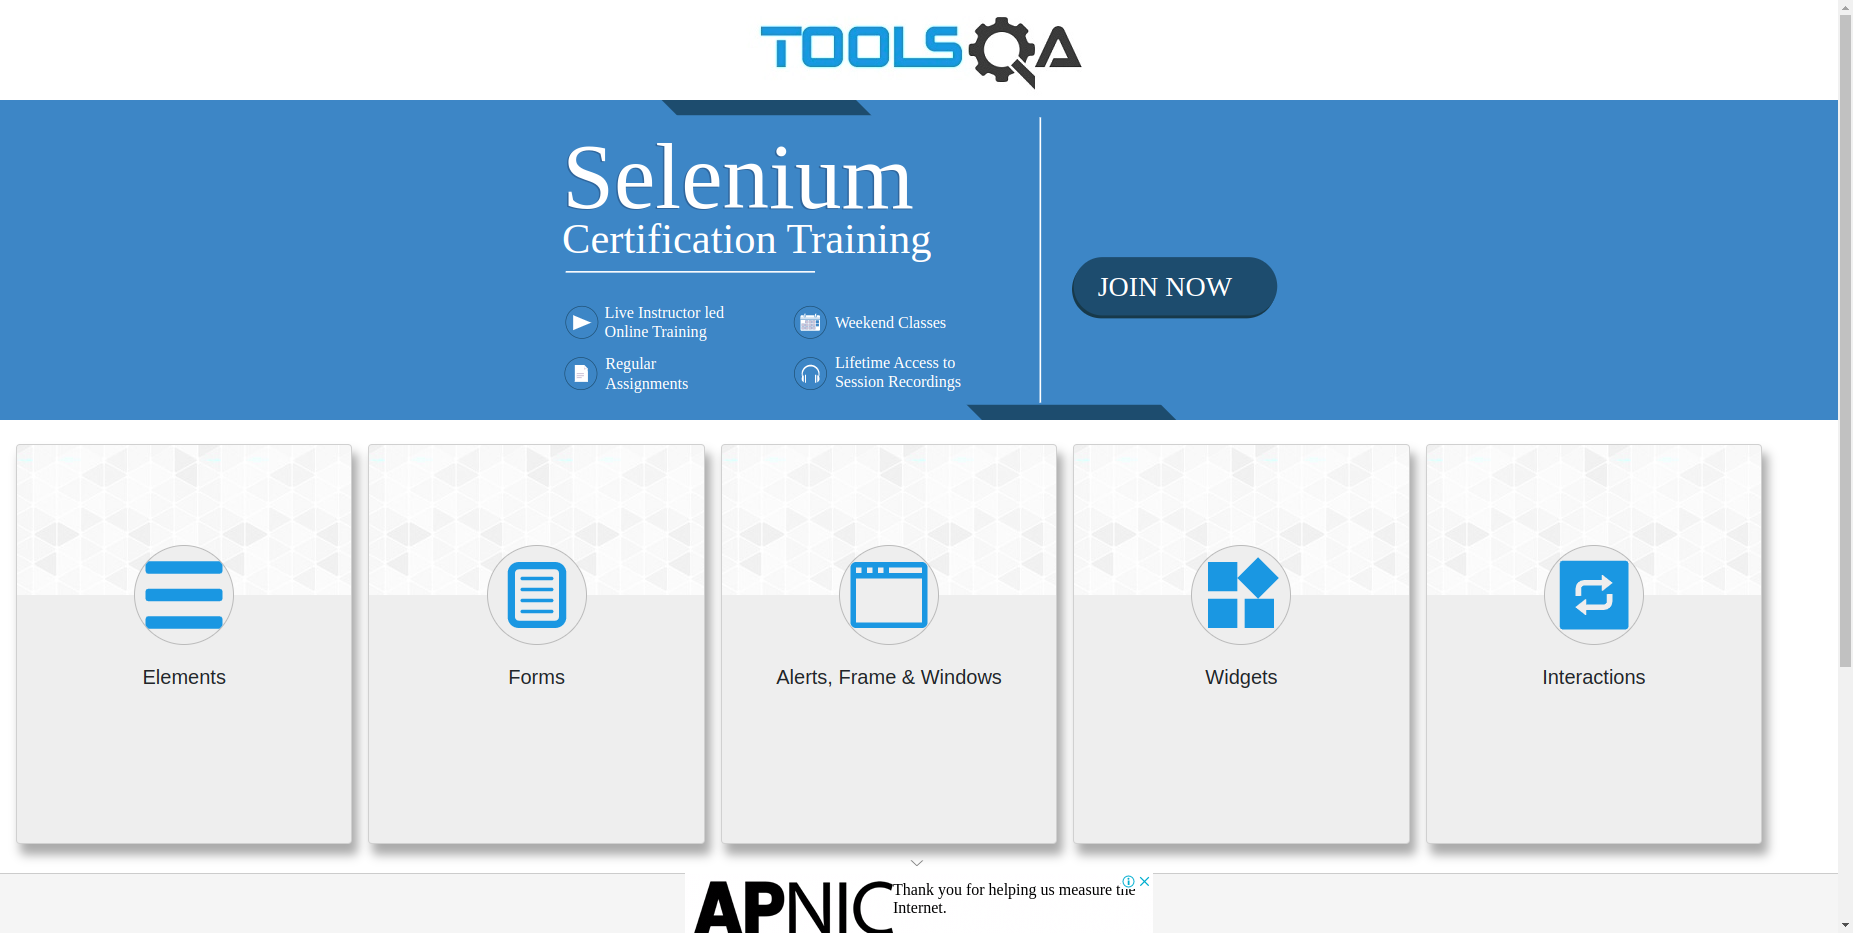 TOOLSQA
Selenium
Certification Training
JOIN NOW
Live Instructor led
Online Training
Weekend Classes
Regular
Assignments
Lifetime Access to
Session Recordings
Elements
Forms
Alerts, Frame & Windows
Widgets
Interactions
APNIC
Thank you for helping us measure the
Internet.